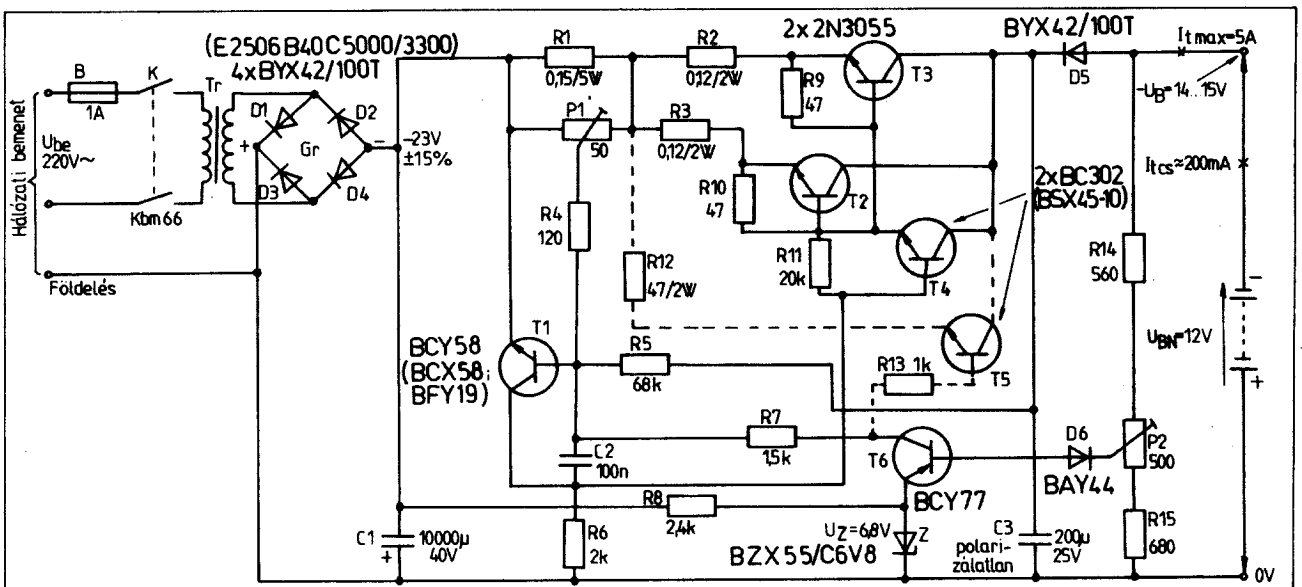 2x2N3055
BYX42/100T
I t max=5A
(E2506 B40C5000/3300)
4xBYX42/100T
R1
0,15/5W
R2
0,12/2W
T3
D5
B
K
Tr
1A
D1
D2
R9
47
-UB=14...15V
P1
50
R3
0,12/2W
Hálózati bemenet
Ube
220V~
+
Gr
−
−23V
±15%
Itcs≈200mA
D3
D4
R10
47
T2
2xBC302
(BSX45-10)
Kbm66
R4
120
R11
20k
T4
R14
560
R12
47/2W
Földelés
−
UBN=12V
+
T1
BCY58
(BCX58;
BFY19)
R5
68k
R13 1k
T5
R7
1,5k
T6
D6
P2
500
C2
100n
BCY77
BAY44
R8
2,4k
C1
10000µ
40V
+
R6
2k
UZ=6,8V
Z
BZX55/C6V8
C3
200µ
25V
polari-
zálatlan
R15
680
0V